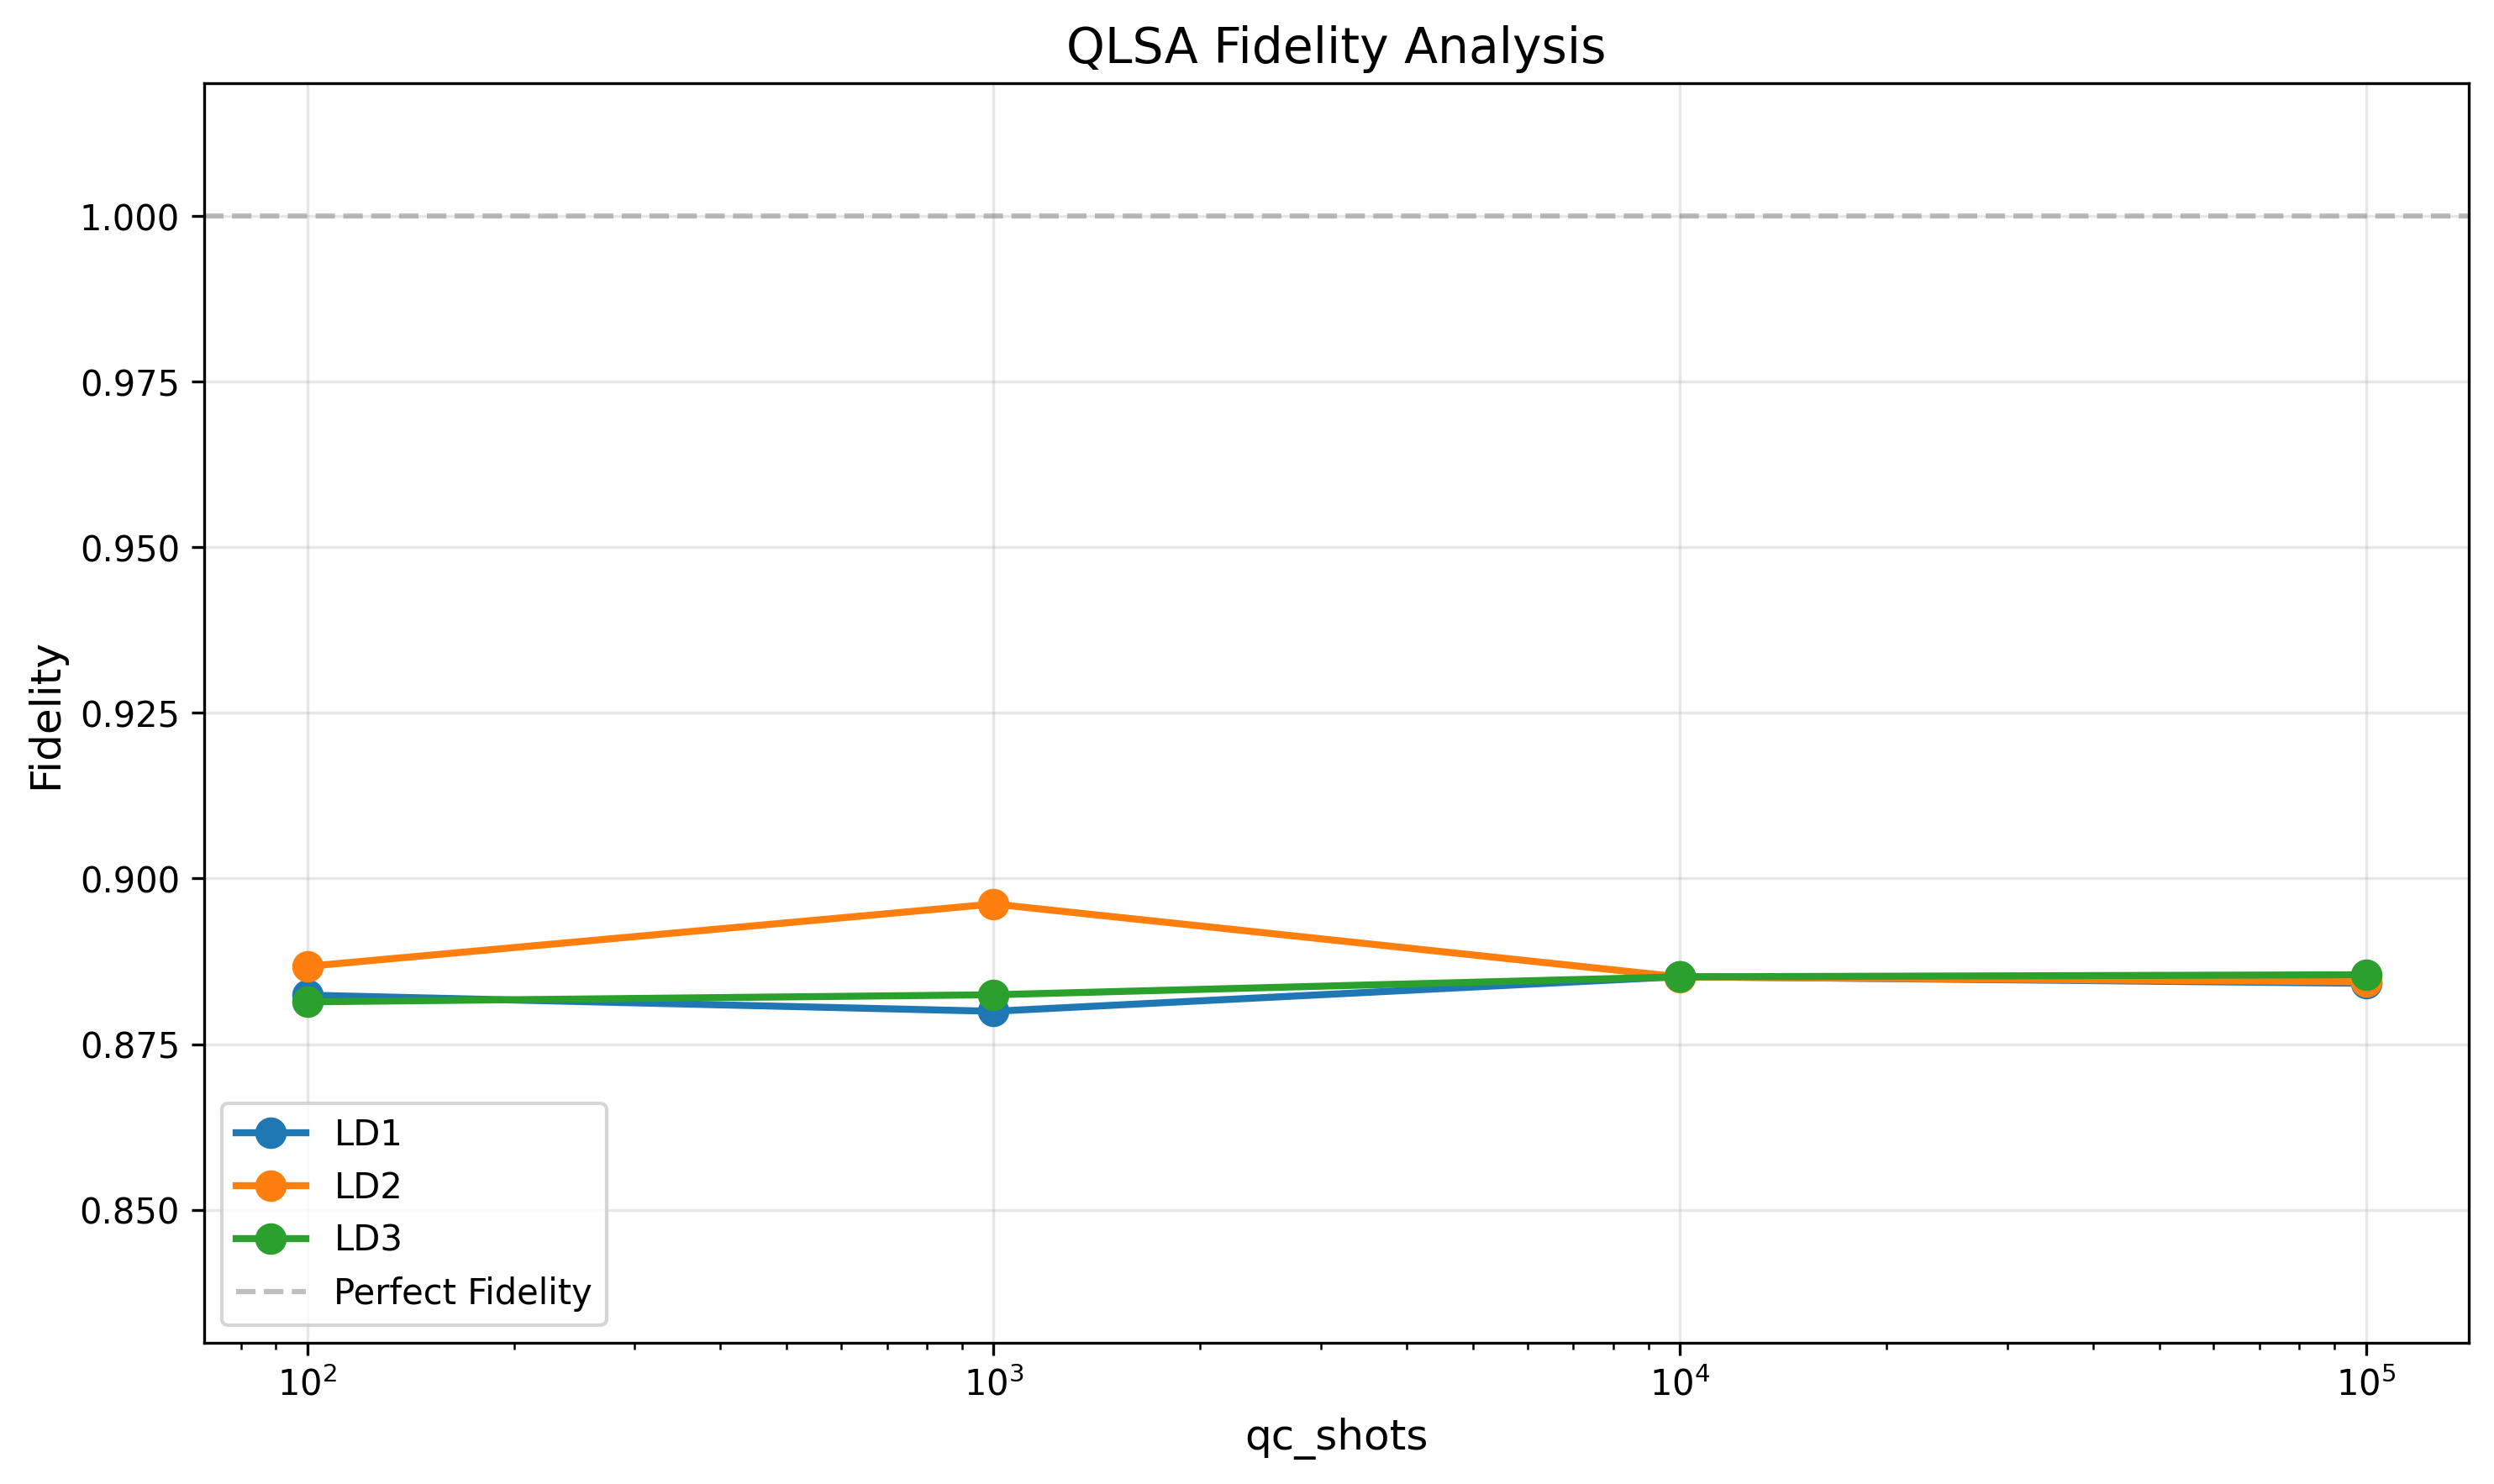 QLSA Fidelity Analysis
Fidelity
1.000
0.975
0.950
0.925
0.900
0.875
0.850
LD1
LD2
LD3
Perfect Fidelity
10² 10³ 10⁴ 10⁵
qc_shots